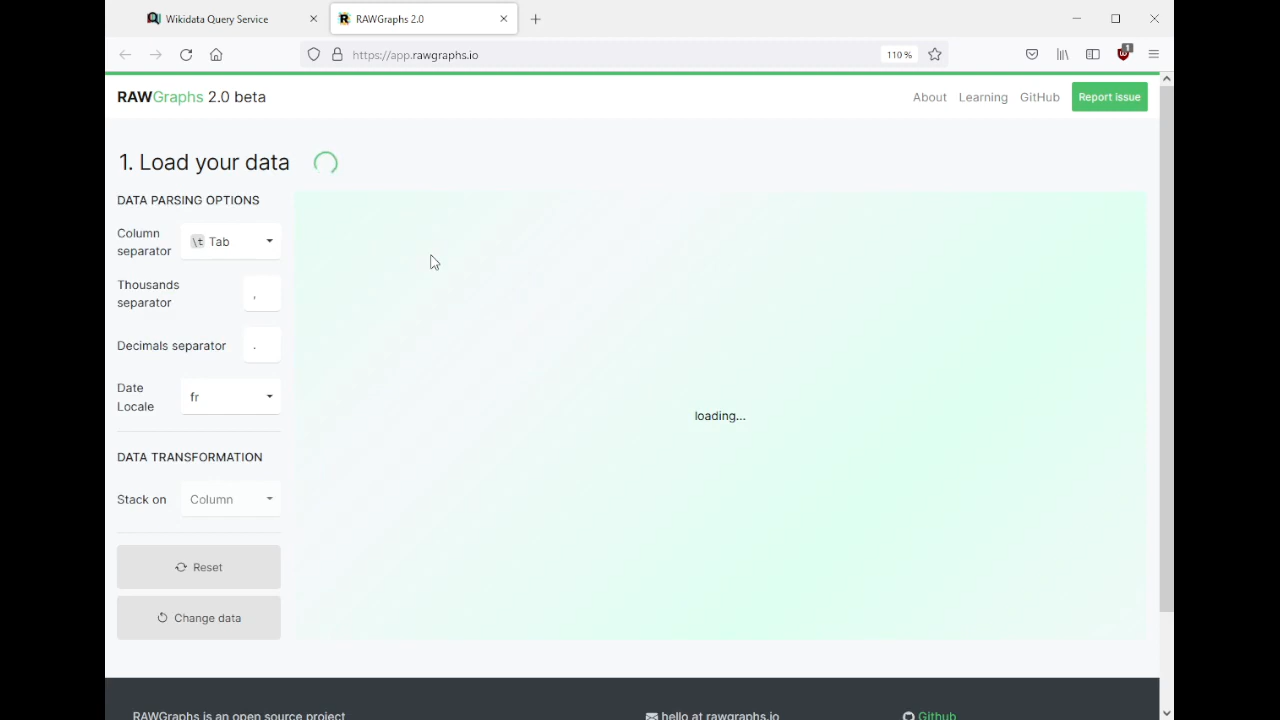 Wikidata Query Service
RAWGraphs 2.0
https://app.rawgraphs.io
110 %
1
RAWGraphs 2.0 beta
About
Learning
GitHub
Report issue
1. Load your data
DATA PARSING OPTIONS
Column separator
\t Tab
Thousands separator
,
Decimals separator
.
Date Locale
fr
loading...
DATA TRANSFORMATION
Stack on
Column
Reset
Change data
RAWGraphs is an open source project
hello at rawgraphs.io
Github